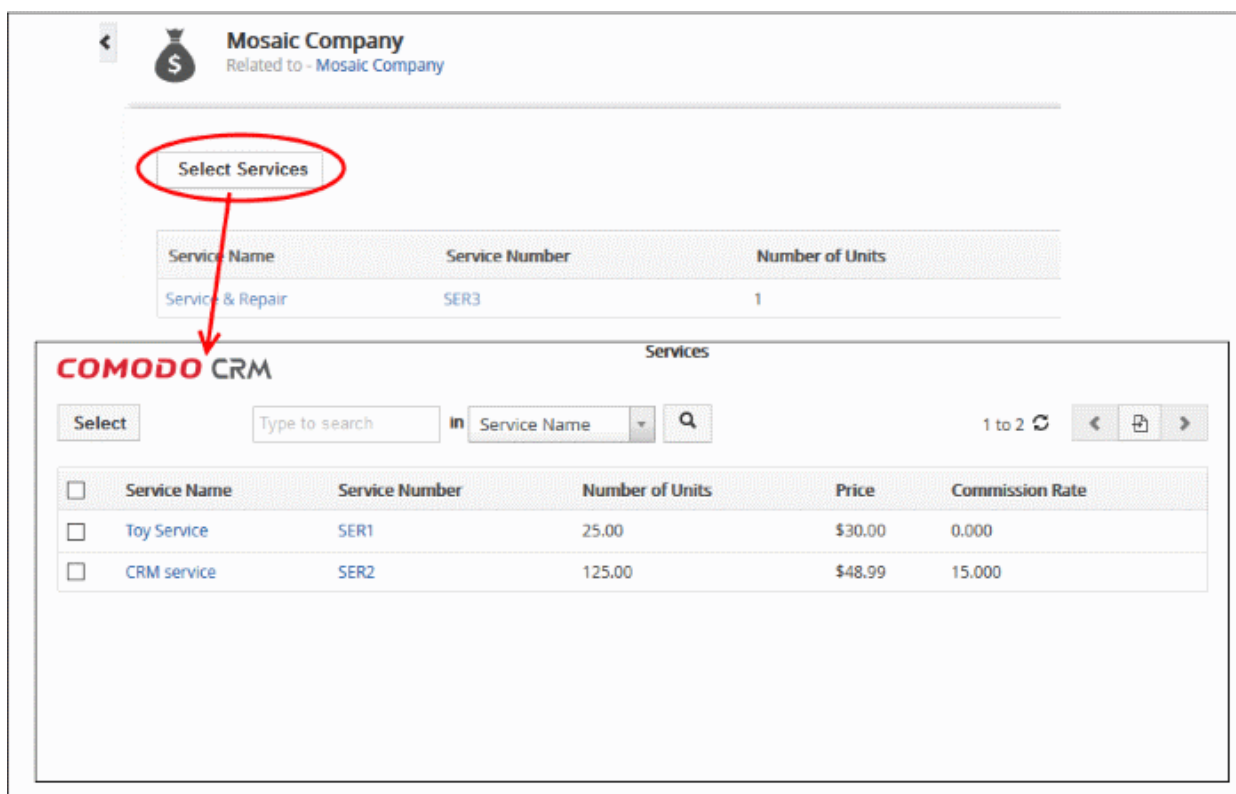 Mosaic Company
Related to - Mosaic Company
Select Services
Service Name Service Number Number of Units
Service & Repair SER3 1
Services
COMODO CRM
Select Type to search in Service Name 1 to 2
Service Name Service Number Number of Units Price Commission Rate
Toy Service SER1 25.00 $30.00 0.000
CRM service SER2 125.00 $48.99 15.000